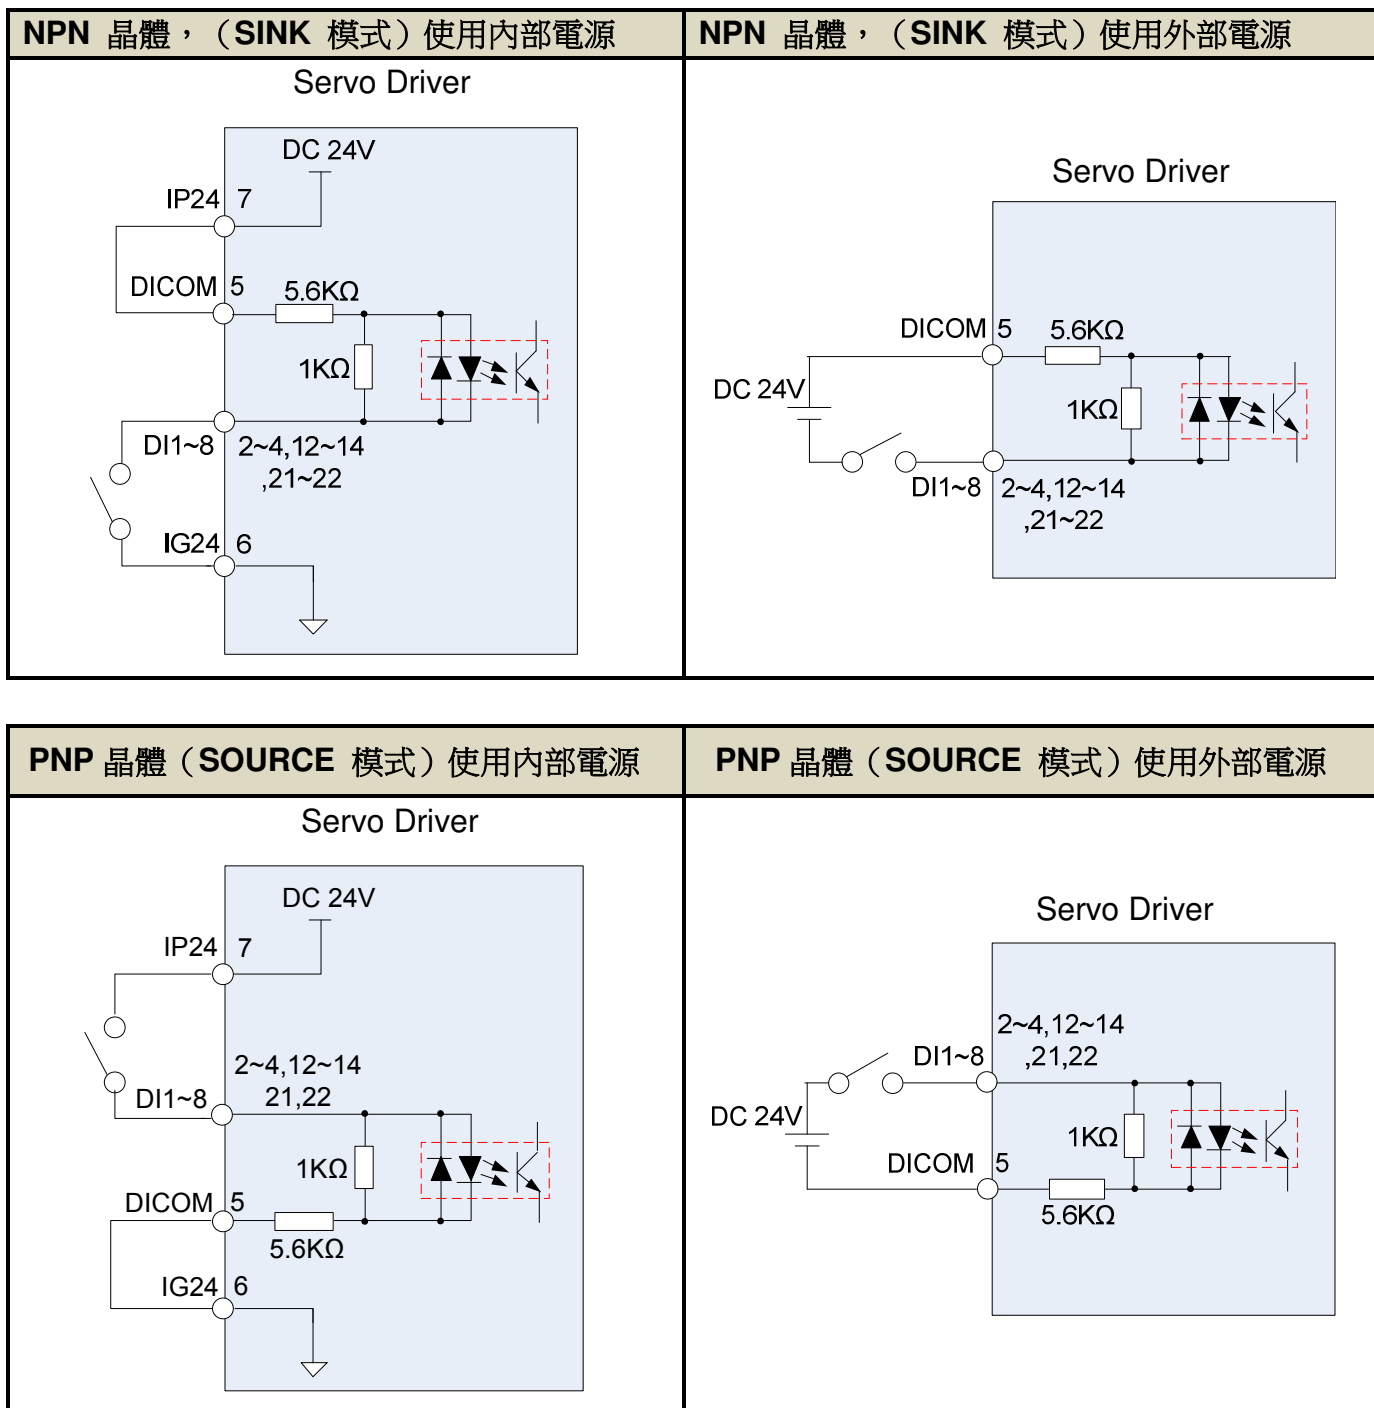 NPN 晶體，（SINK 模式）使用內部電源
NPN 晶體，（SINK 模式）使用外部電源
Servo Driver
DC 24V
IP24 7
DICOM 5
5.6KΩ
1KΩ
DI1~8 2~4,12~14
,21~22
IG24 6
Servo Driver
DICOM 5
5.6KΩ
DC 24V
1KΩ
DI1~8 2~4,12~14
,21~22
PNP 晶體（SOURCE 模式）使用內部電源
PNP 晶體（SOURCE 模式）使用外部電源
Servo Driver
DC 24V
IP24 7
2~4,12~14
DI1~8 21,22
1KΩ
DICOM 5
5.6KΩ
IG24 6
Servo Driver
2~4,12~14
DI1~8 ,21,22
DC 24V
1KΩ
DICOM 5
5.6KΩ